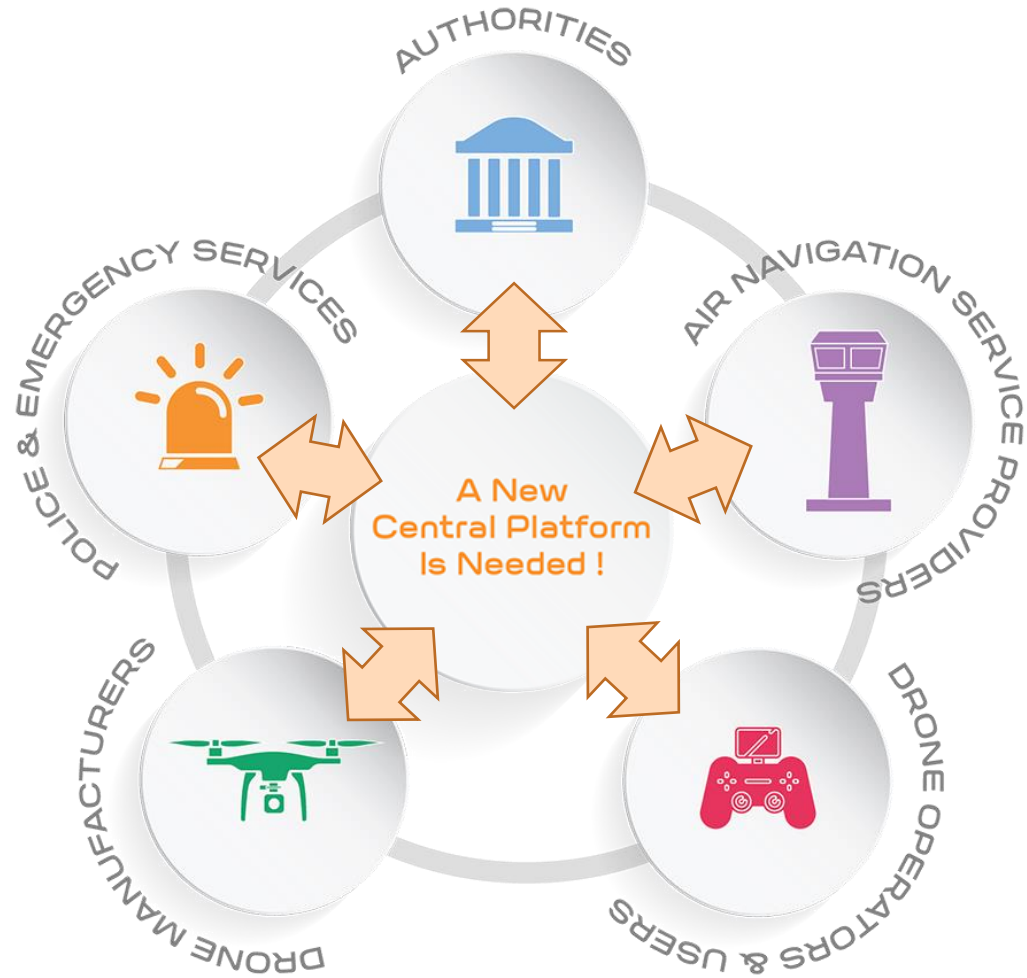 AUTHORITIES
AIR NAVIGATION SERVICE PROVIDERS
POLICE & EMERGENCY SERVICES
A New
Central Platform
Is Needed !
DRONE MANUFACTURERS
DRONE OPERATORS & USERS